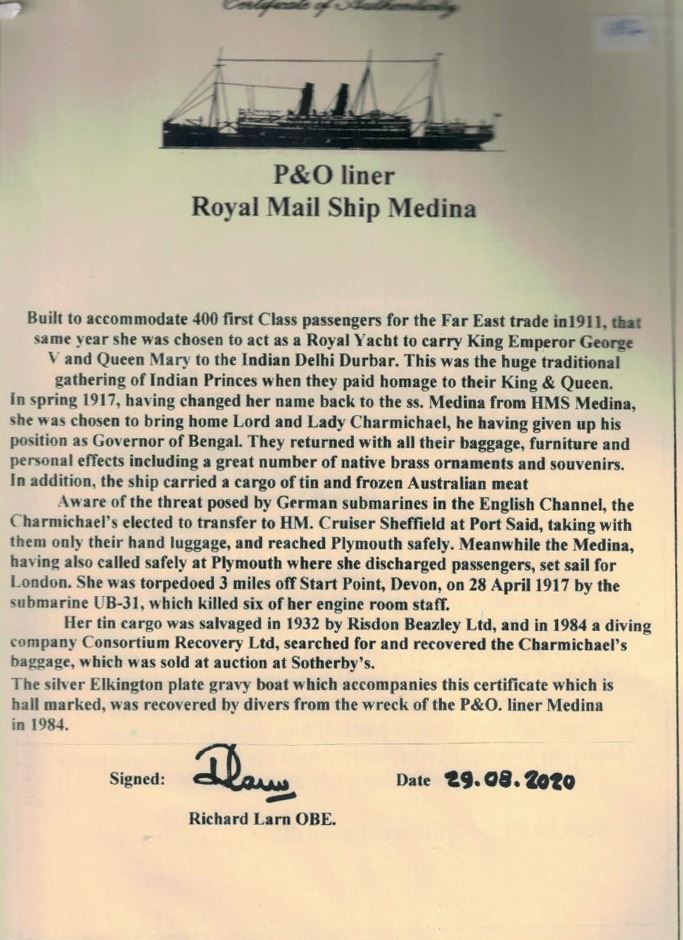 Certificate of Authenticity
P&O liner
Royal Mail Ship Medina
Built to accommodate 400 first Class passengers for the Far East trade in1911, that
same year she was chosen to act as a Royal Yacht to carry King Emperor George
V and Queen Mary to the Indian Delhi Durbar. This was the huge traditional
gathering of Indian Princes when they paid homage to their King & Queen.
In spring 1917, having changed her name back to the ss. Medina from HMS Medina,
she was chosen to bring home Lord and Lady Charmichael, he having given up his
position as Governor of Bengal. They returned with all their baggage, furniture and
personal effects including a great number of native brass ornaments and souvenirs.
In addition, the ship carried a cargo of tin and frozen Australian meat
Aware of the threat posed by German submarines in the English Channel, the
Charmichael's elected to transfer to HM. Cruiser Sheffield at Port Said, taking with
them only their hand luggage, and reached Plymouth safely. Meanwhile the Medina,
having also called safely at Plymouth where she discharged passengers, set sail for
London. She was torpedoed 3 miles off Start Point, Devon, on 28 April 1917 by the
submarine UB-31, which killed six of her engine room staff.
Her tin cargo was salvaged in 1932 by Risdon Beazley Ltd, and in 1984 a diving
company Consortium Recovery Ltd, searched for and recovered the Charmichael's
baggage, which was sold at auction at Sotheby's.
The silver Elkington plate gravy boat which accompanies this certificate which is
hall marked, was recovered by divers from the wreck of the P&O. liner Medina
in 1984.
Signed: Date 29.08.2020
Richard Larn OBE.